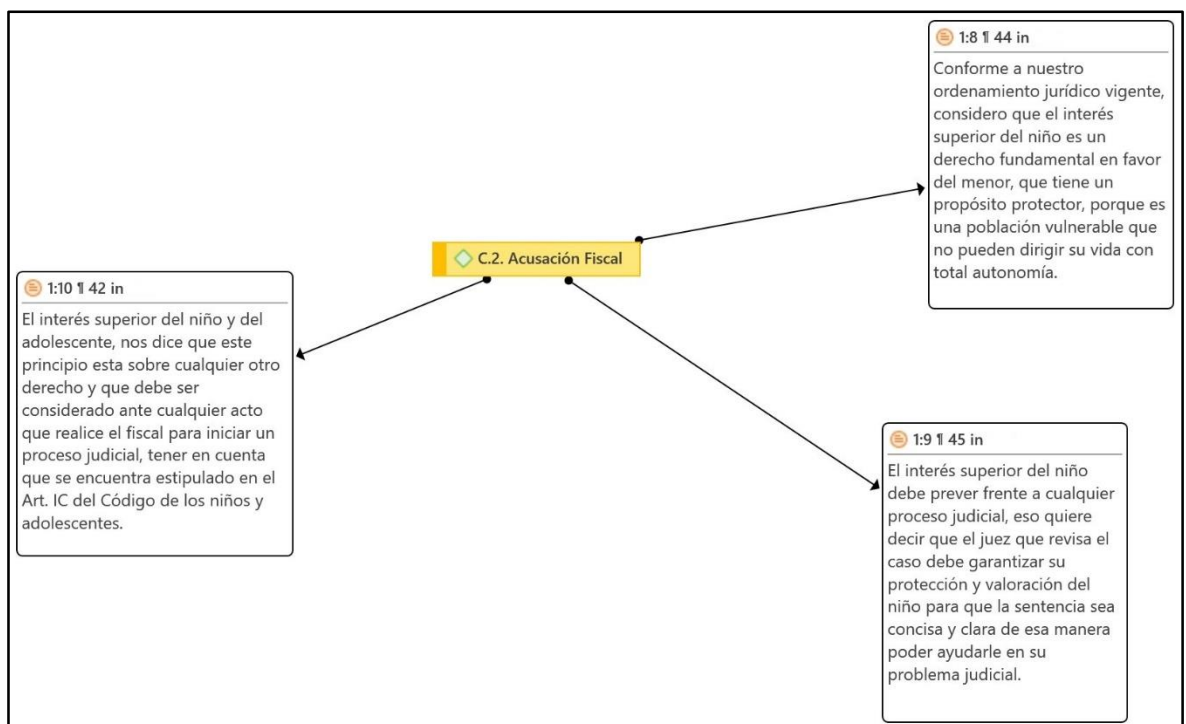 1:8 ¶ 44 in
Conforme a nuestro
ordenamiento jurídico vigente,
considero que el interés
superior del niño es un
derecho fundamental en favor
del menor, que tiene un
propósito protector, porque es
una población vulnerable que
no pueden dirigir su vida con
total autonomía.
C.2. Acusación Fiscal
1:10 ¶ 42 in
El interés superior del niño y del
adolescente, nos dice que este
principio esta sobre cualquier otro
derecho y que debe ser
considerado ante cualquier acto
que realice el fiscal para iniciar un
proceso judicial, tener en cuenta
que se encuentra estipulado en el
Art. IC del Código de los niños y
adolescentes.
1:9 ¶ 45 in
El interés superior del niño
debe prever frente a cualquier
proceso judicial, eso quiere
decir que el juez que revisa el
caso debe garantizar su
protección y valoración del
niño para que la sentencia sea
concisa y clara de esa manera
poder ayudarle en su
problema judicial.